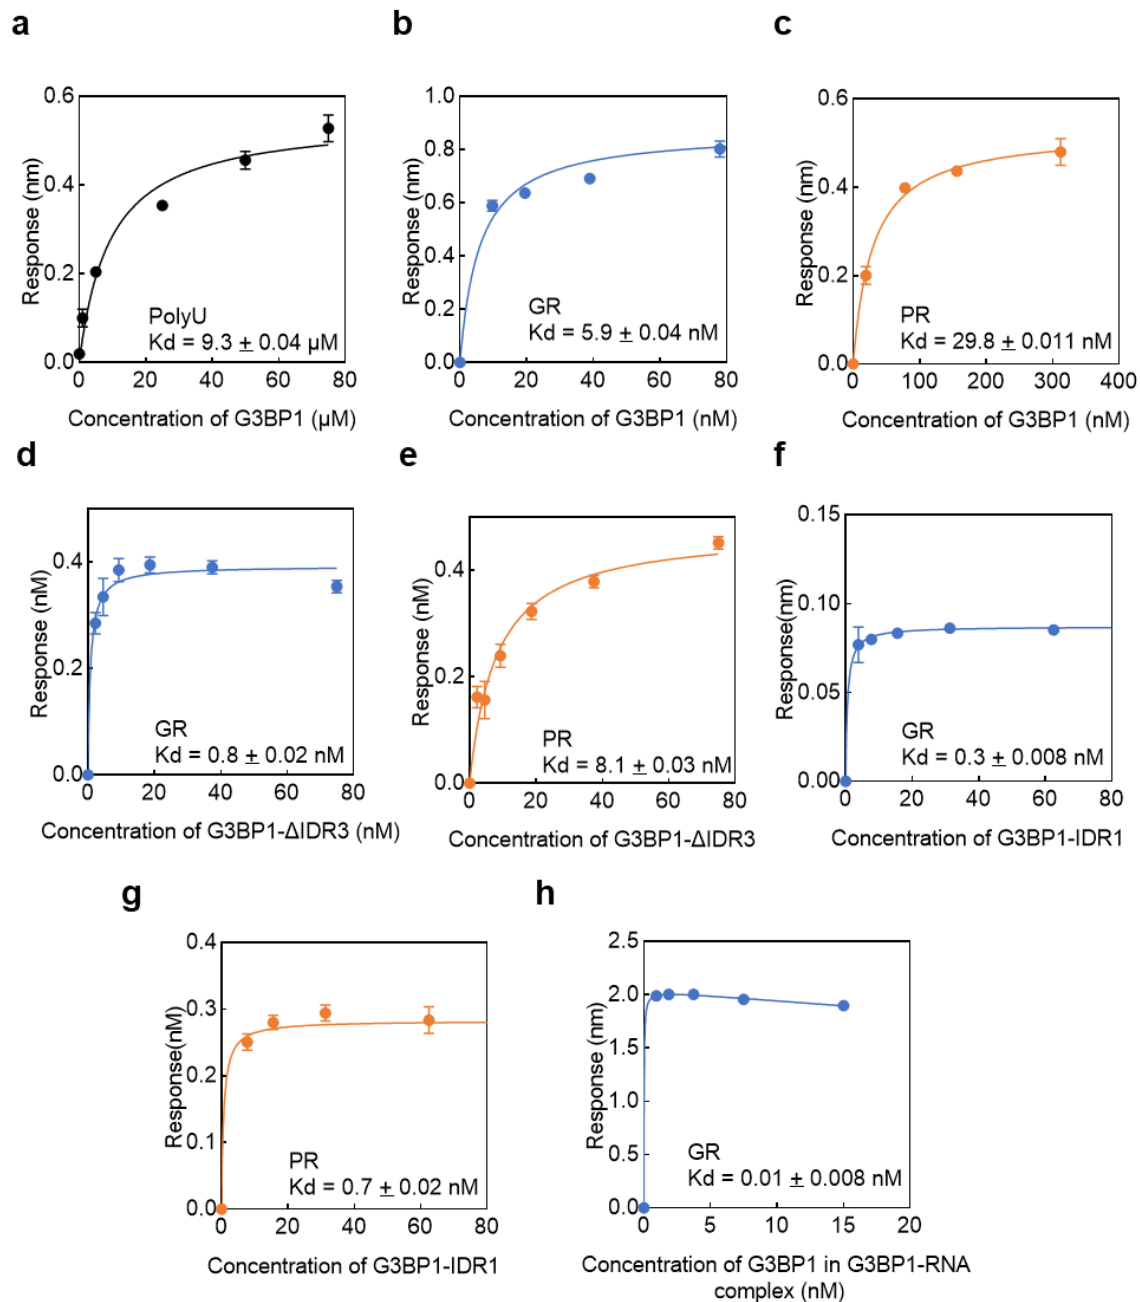 a
b
c
0.6
0.4
0.2
0.0
0
20
40
60
80
Response (nm)
PolyU
Kd = 9.3 ± 0.04 µM
Concentration of G3BP1 (µM)
1.0
0.8
0.6
0.4
0.2
0.0
0
20
40
60
80
Response (nm)
GR
Kd = 5.9 ± 0.04 nM
Concentration of G3BP1 (nM)
0.6
0.4
0.2
0.0
0
100
200
300
400
Response (nm)
PR
Kd = 29.8 ± 0.011 nM
Concentration of G3BP1 (nM)
d
e
f
0.4
0.2
0.0
0
20
40
60
80
Response (nM)
GR
Kd = 0.8 ± 0.02 nM
Concentration of G3BP1-ΔIDR3 (nM)
0.4
0.2
0.0
0
20
40
60
80
Response (nM)
PR
Kd = 8.1 ± 0.03 nM
Concentration of G3BP1-ΔIDR3
0.15
0.10
0.05
0.00
0
20
40
60
80
Response(nm)
GR
Kd = 0.3 ± 0.008 nM
Concentration of G3BP1-IDR1
g
h
0.4
0.3
0.2
0.1
0.0
0
20
40
60
80
Response(nM)
PR
Kd = 0.7 ± 0.02 nM
Concentration of G3BP1-IDR1
2.5
2.0
1.5
1.0
5.0
0.0
0
5
10
15
20
Response (nm)
GR
Kd = 0.01 ± 0.008 nM
Concentration of G3BP1 in G3BP1-RNA
complex (nM)